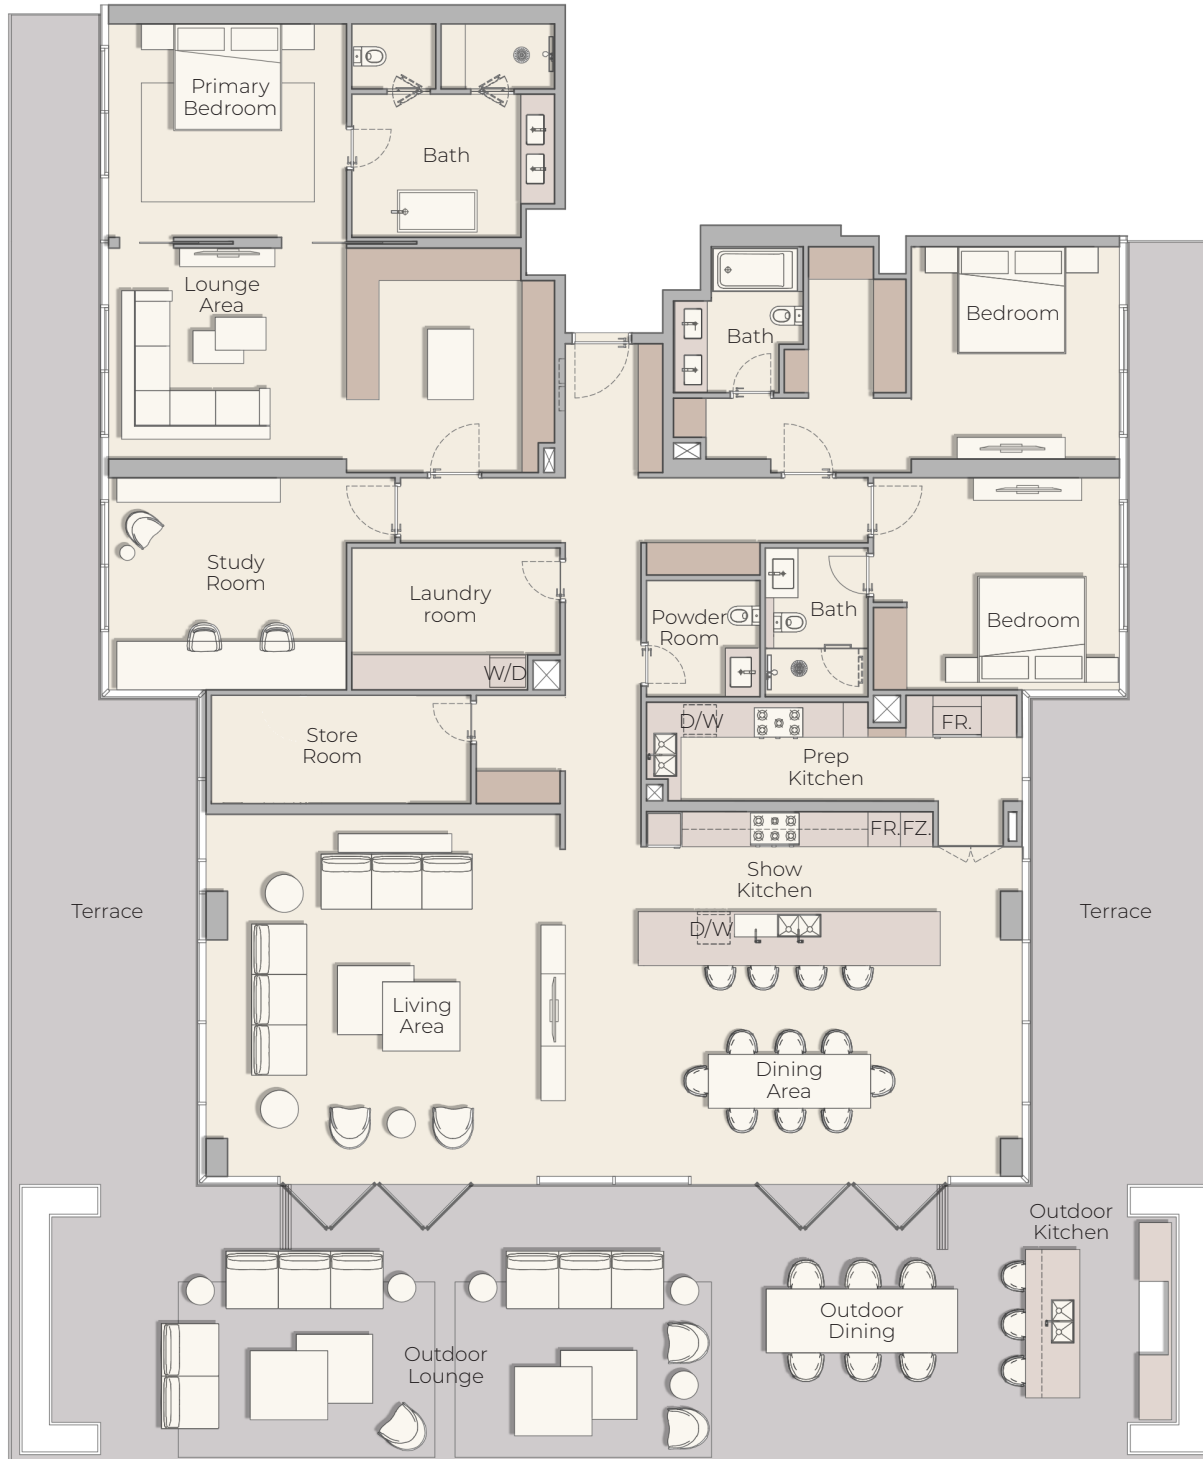 Primary
Bedroom
Bath
Lounge
Area
Bath
Bedroom
Study
Room
Laundry
room
W/D
Powder
Room
Bath
Bedroom
Store
Room
D/W
FR.
Prep
Kitchen
FR.
FZ.
Show
Kitchen
D/W
Terrace
Terrace
Living
Area
Dining
Area
Outdoor
Kitchen
Outdoor
Dining
Outdoor
Lounge